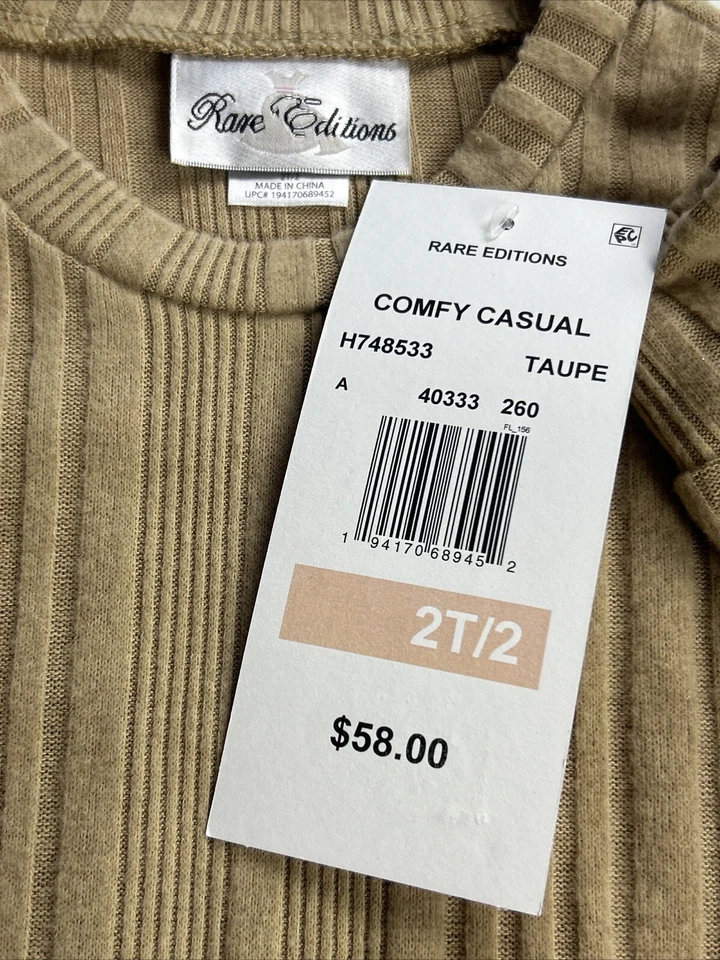 Rare Editions
MADE IN CHINA
UPC# 194170689452
RARE EDITIONS
COMFY CASUAL
H748533 TAUPE
A 40333 260
FL_156
1 94170 68945 2
2T/2
$58.00